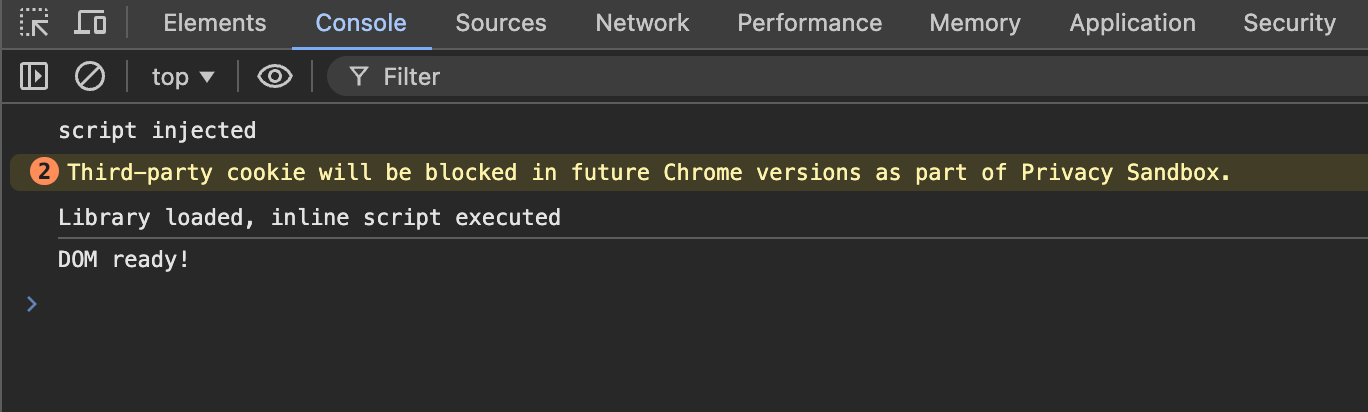 Elements Console Sources Network Performance Memory Application Security
top Filter
script injected
2 Third-party cookie will be blocked in future Chrome versions as part of Privacy Sandbox.
Library loaded, inline script executed
DOM ready!